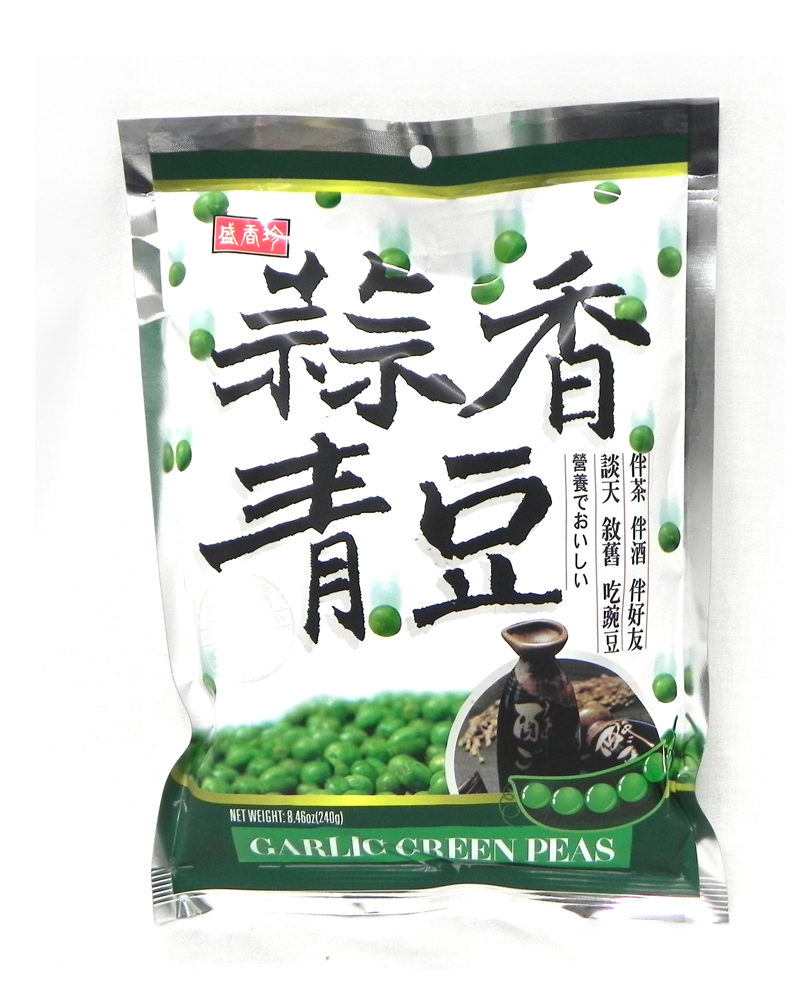 盛香珍
蒜香
青豆
伴茶 伴酒 伴好友
談天 敘舊 吃豌豆
營養でおいしい
NET WEIGHT: 8.46oz(240g)
GARLIC GREEN PEAS